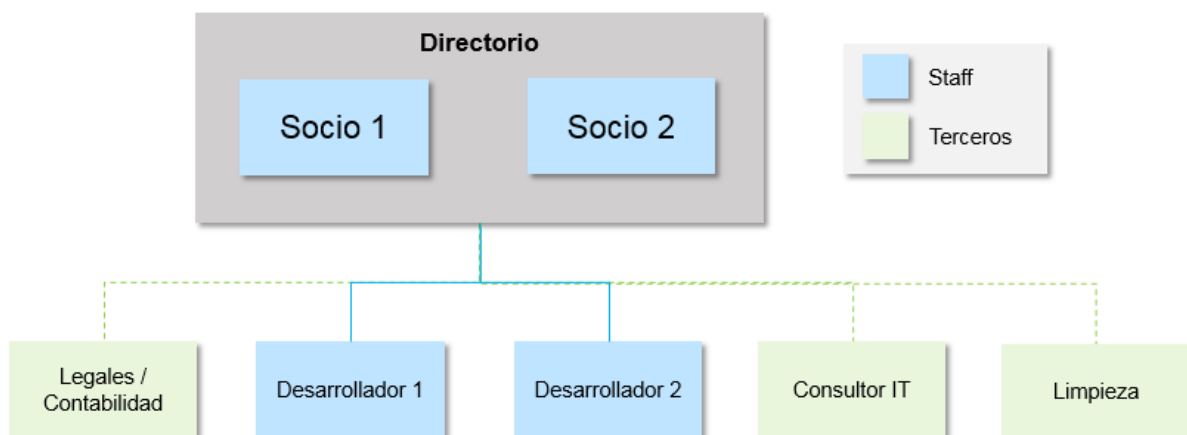 Directorio
Socio 1
Socio 2
Staff
Terceros
Legales /
Contabilidad
Desarrollador 1
Desarrollador 2
Consultor IT
Limpieza